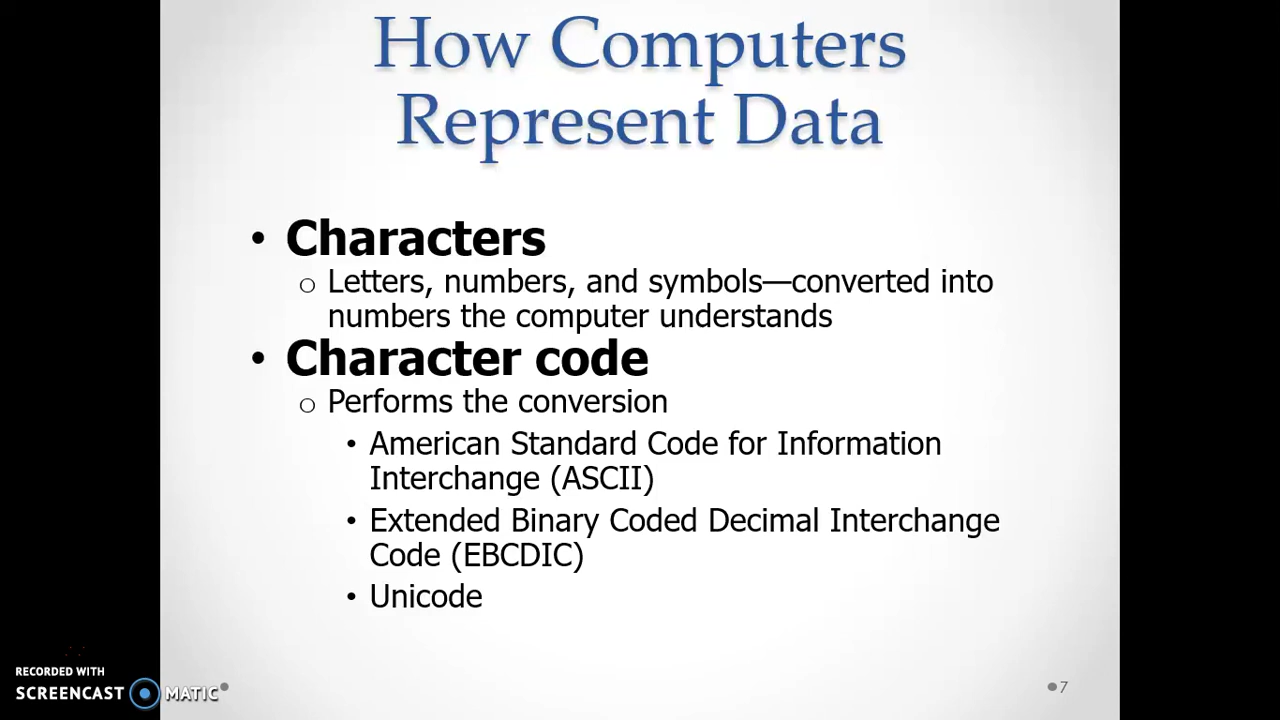 How Computers
Represent Data
• Characters
o Letters, numbers, and symbols—converted into
numbers the computer understands
• Character code
o Performs the conversion
• American Standard Code for Information
Interchange (ASCII)
• Extended Binary Coded Decimal Interchange
Code (EBCDIC)
• Unicode
RECORDED WITH
SCREENCAST MATIC
7